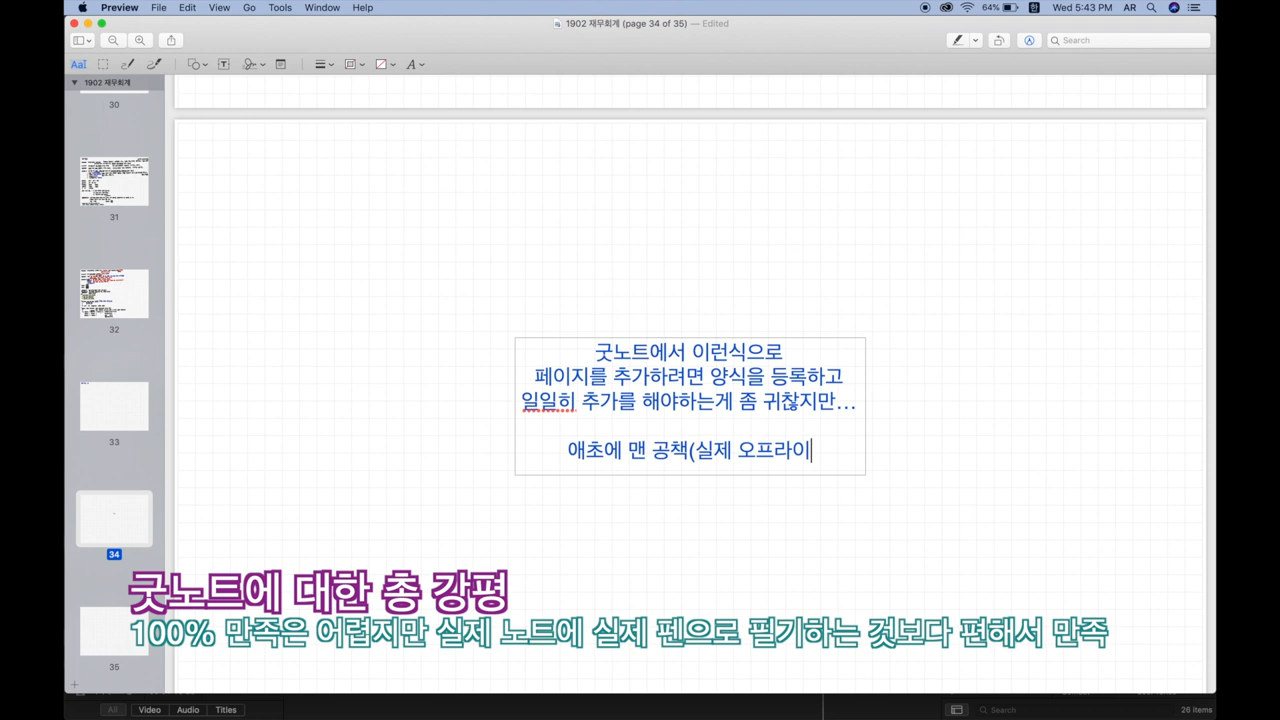 Preview File Edit View Go Tools Window Help 64% 한 Wed 5:43 PM AR
1902 재무회계 (page 34 of 35) — Edited
Search
AaI T A
1902 재무회계
30
31
32
33
34
35
굿노트에서 이런식으로
페이지를 추가하려면 양식을 등록하고
일일히 추가를 해야하는게 좀 귀찮지만…
애초에 맨 공책(실제 오프라이
굿노트에 대한 총 강평
100% 만족은 어렵지만 실제 노트에 실제 펜으로 필기하는 것보다 편해서 만족
All Video Audio Titles Search 26 items